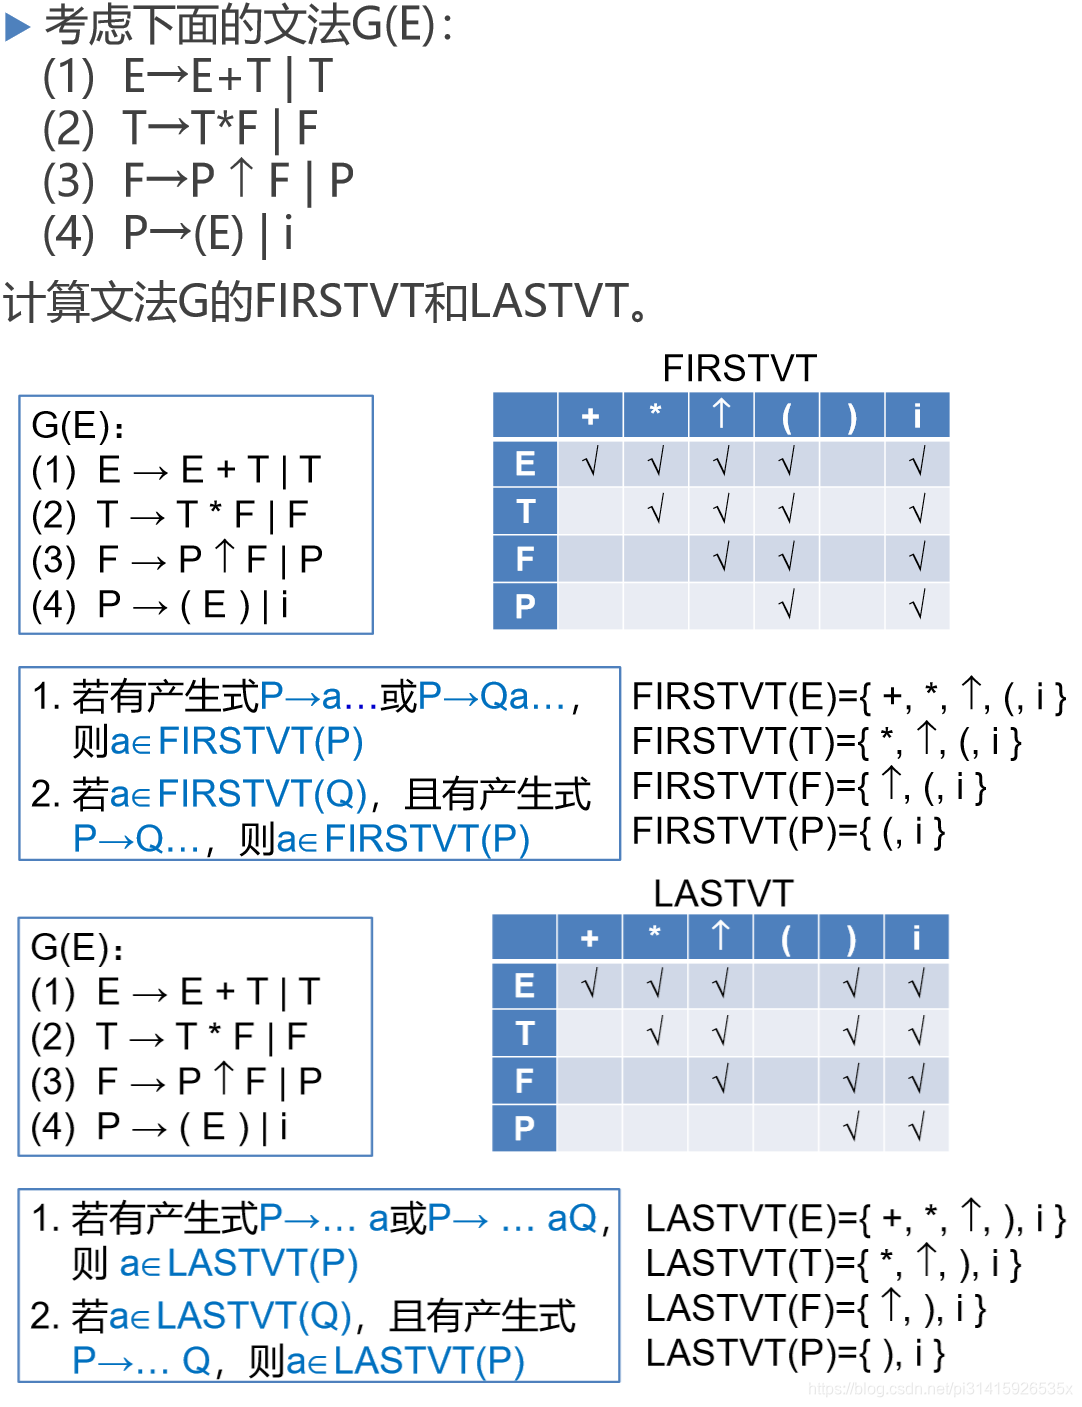 考虑下面的文法G(E)：
(1) E→E+T | T
(2) T→T*F | F
(3) F→P ↑ F | P
(4) P→(E) | i
计算文法G的FIRSTVT和LASTVT。
FIRSTVT
G(E)：
(1) E → E + T | T
(2) T → T * F | F
(3) F → P ↑ F | P
(4) P → ( E ) | i
+ * ↑ ( ) i
E √ √ √ √ √
T √ √ √ √
F √ √ √
P √ √
1. 若有产生式P→a…或P→Qa…，
则a∈FIRSTVT(P)
2. 若a∈FIRSTVT(Q)，且有产生式
P→Q…，则a∈FIRSTVT(P)
FIRSTVT(E)={ +, *, ↑, (, i }
FIRSTVT(T)={ *, ↑, (, i }
FIRSTVT(F)={ ↑, (, i }
FIRSTVT(P)={ (, i }
LASTVT
G(E)：
(1) E → E + T | T
(2) T → T * F | F
(3) F → P ↑ F | P
(4) P → ( E ) | i
+ * ↑ ( ) i
E √ √ √ √ √
T √ √ √ √
F √ √ √
P √ √
1. 若有产生式P→… a或P→ … aQ，
则 a∈LASTVT(P)
2. 若a∈LASTVT(Q)，且有产生式
P→… Q，则a∈LASTVT(P)
LASTVT(E)={ +, *, ↑, ), i }
LASTVT(T)={ *, ↑, ), i }
LASTVT(F)={ ↑, ), i }
LASTVT(P)={ ), i }
https://blog.csdn.net/pi31415926535x